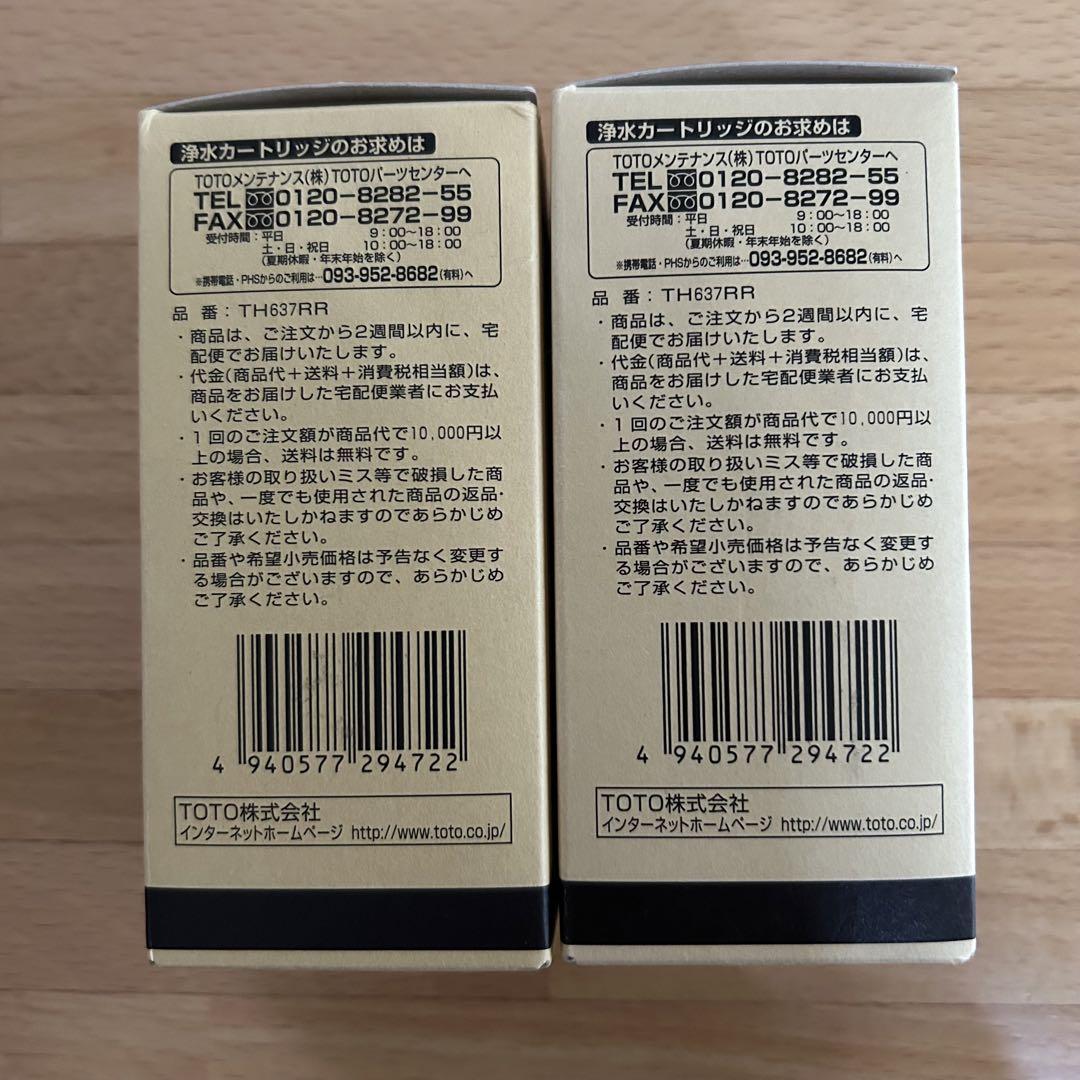 浄水カートリッジのお求めは
TOTOメンテナンス(株) TOTOパーツセンターへ
TEL 0120-8282-55
FAX 0120-8272-99
受付時間:平日 9:00〜18:00
土・日・祝日 10:00〜18:00
(夏期休暇・年末年始を除く)
※携帯電話・PHSからのご利用は…093-952-8682(有料)へ
品 番:TH637RR
・商品は、ご注文から2週間以内に、宅
配便でお届けいたします。
・代金(商品代+送料+消費税相当額)は、
商品をお届けした宅配便業者にお支払
いください。
・1回のご注文額が商品代で10,000円以
上の場合、送料は無料です。
・お客様の取り扱いミス等で破損した商
品や、一度でも使用された商品の返品・
交換はいたしかねますのであらかじめ
ご了承ください。
・品番や希望小売価格は予告なく変更す
る場合がございますので、あらかじめ
ご了承ください。
4 940577 294722
TOTO株式会社
インターネットホームページ http://www.toto.co.jp/
浄水カートリッジのお求めは
TOTOメンテナンス(株) TOTOパーツセンターへ
TEL 0120-8282-55
FAX 0120-8272-99
受付時間:平日 9:00〜18:00
土・日・祝日 10:00〜18:00
(夏期休暇・年末年始を除く)
※携帯電話・PHSからのご利用は…093-952-8682(有料)へ
品 番:TH637RR
・商品は、ご注文から2週間以内に、宅
配便でお届けいたします。
・代金(商品代+送料+消費税相当額)は、
商品をお届けした宅配便業者にお支払
いください。
・1回のご注文額が商品代で10,000円以
上の場合、送料は無料です。
・お客様の取り扱いミス等で破損した商
品や、一度でも使用された商品の返品・
交換はいたしかねますのであらかじめ
ご了承ください。
・品番や希望小売価格は予告なく変更す
る場合がございますので、あらかじめ
ご了承ください。
4 940577 294722
TOTO株式会社
インターネットホームページ http://www.toto.co.jp/